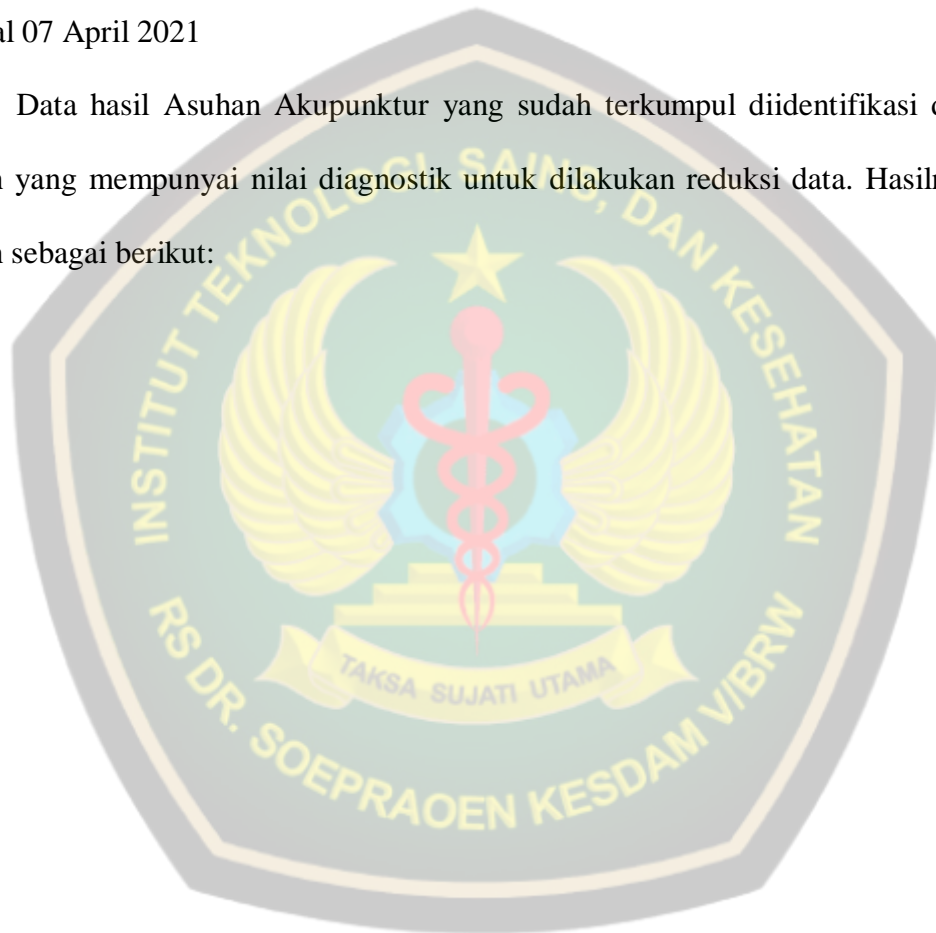 al 07 April 2021
Data hasil Asuhan Akupunktur yang sudah terkumpul diidentifikasi
yang mempunyai nilai diagnostik untuk dilakukan reduksi data.
sebagai berikut:
INSTITUT TEKNOLOGI, SAINS, DAN KESEHATAN
TAKSA SUJATI UTAMA
RS DR. SOEPRAOEN KESDAM V/BRW